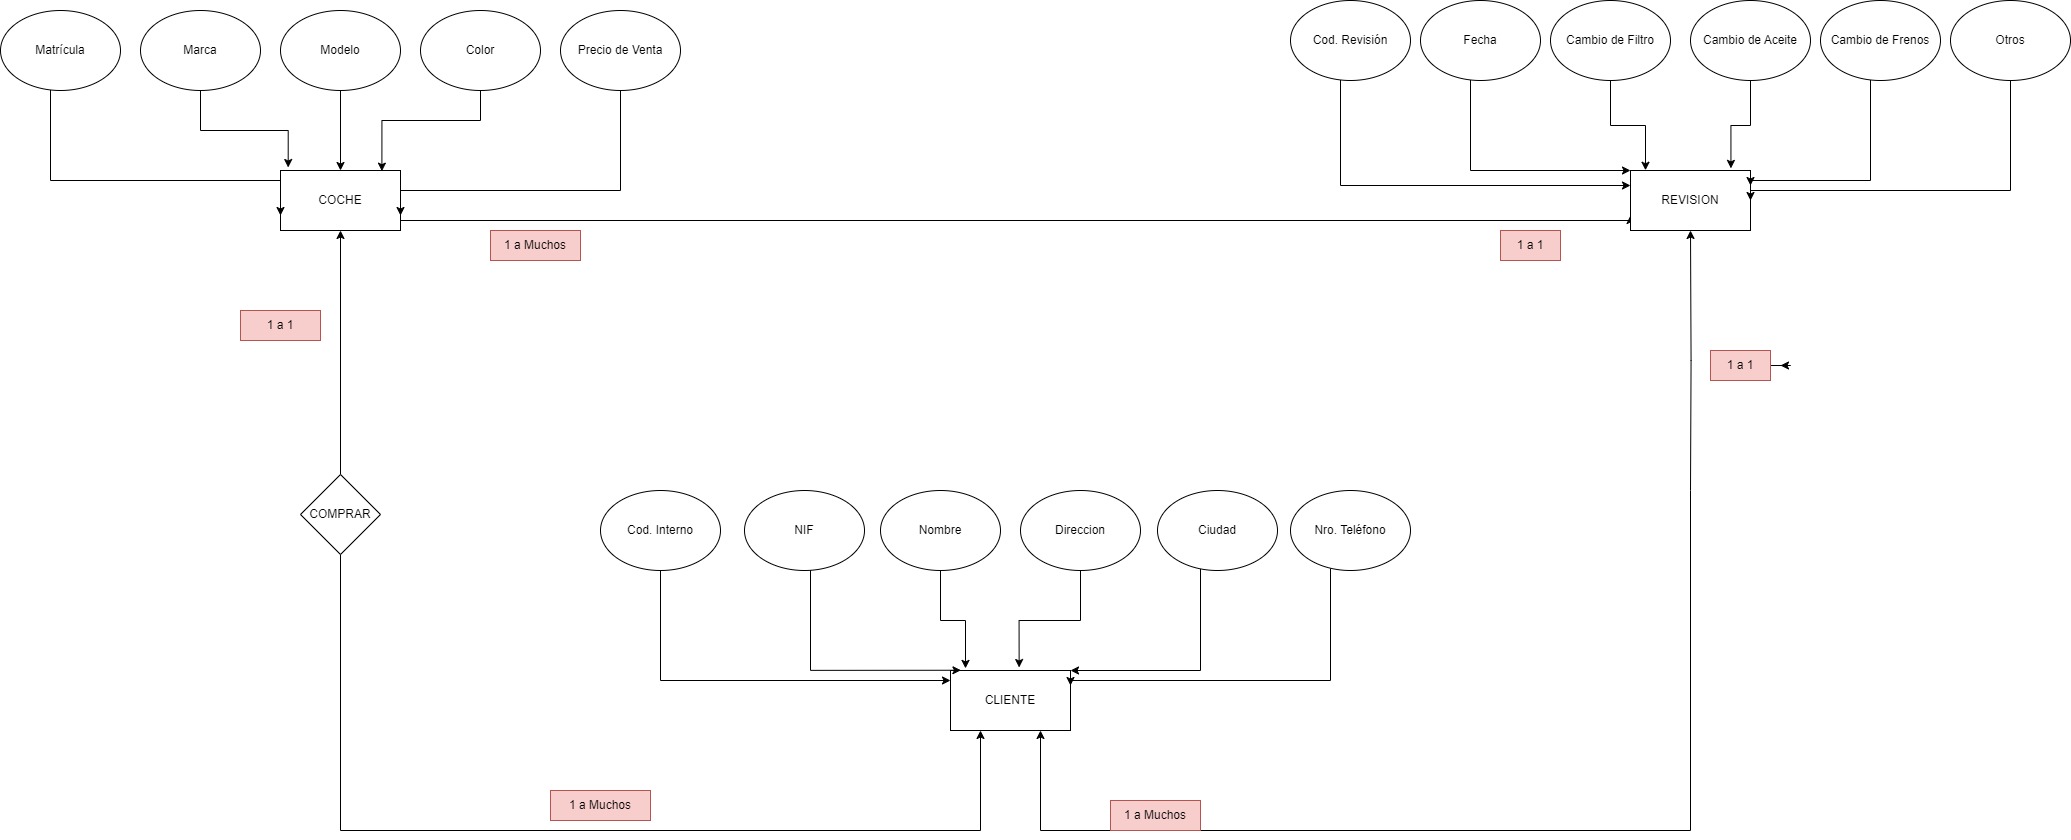 Matrícula
Marca
Modelo
Color
Precio de Venta
Cod. Revisión
Fecha
Cambio de Filtro
Cambio de Aceite
Cambio de Frenos
Otros
COCHE
REVISION
1 a Muchos
1 a 1
1 a 1
1 a 1
COMPRAR
Cod. Interno
NIF
Nombre
Direccion
Ciudad
Nro. Teléfono
CLIENTE
1 a Muchos
1 a Muchos